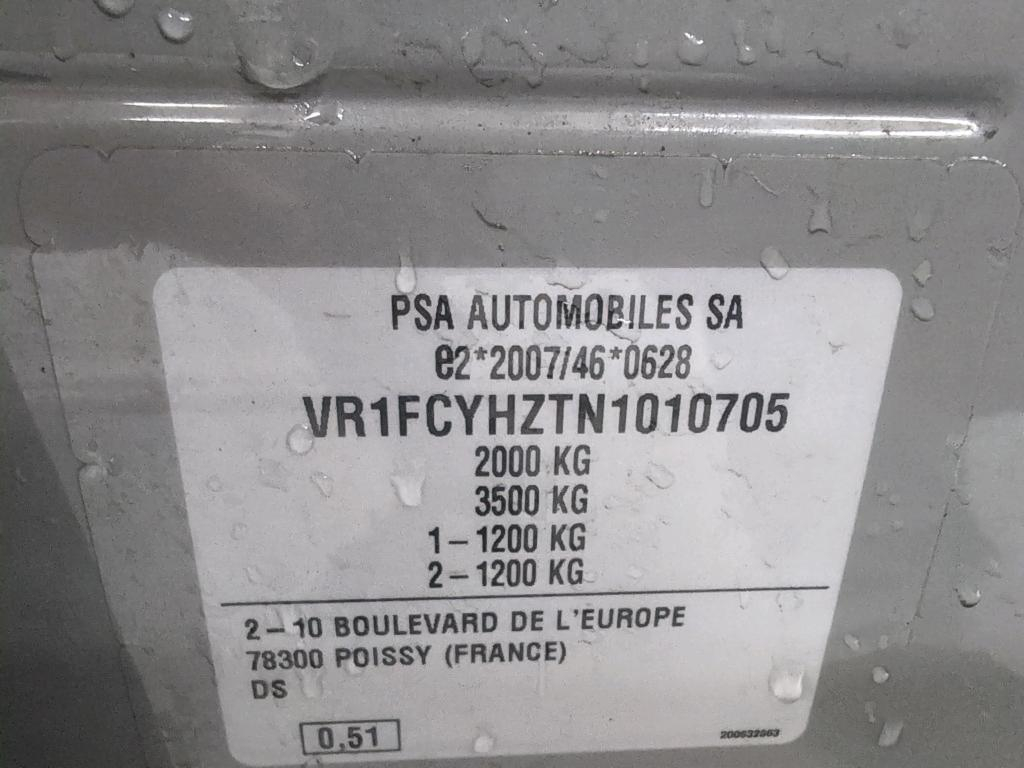 PSA AUTOMOBILES SA
e2*2007/46*0628
VR1FCYHZTN1010705
2000 KG
3500 KG
1-1200 KG
2-1200 KG
2-10 BOULEVARD DE L'EUROPE
78300 POISSY (FRANCE)
DS
0,51